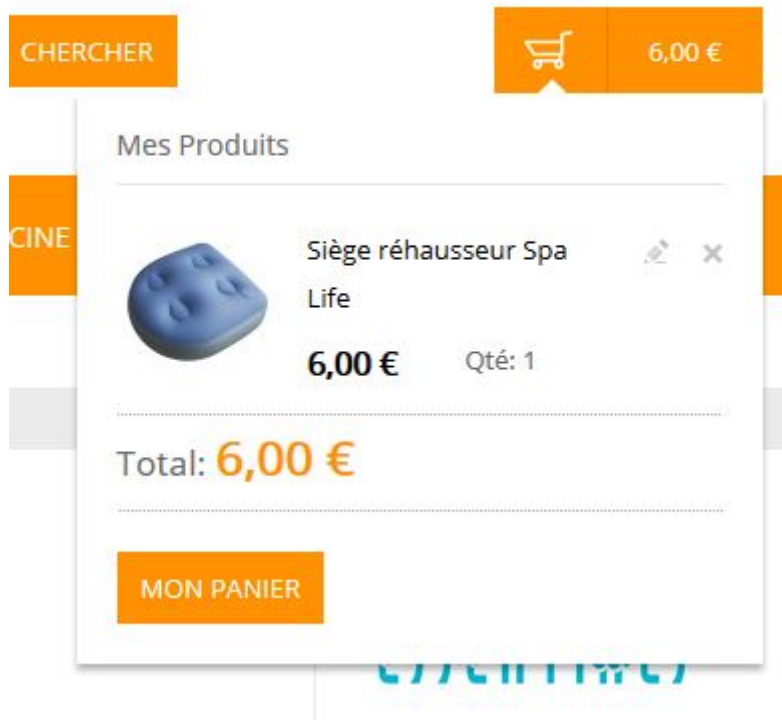 CHERCHER
6,00 €
Mes Produits
CINE
Siège réhausseur Spa
Life
6,00 € Qté: 1
Total: 6,00 €
MON PANIER